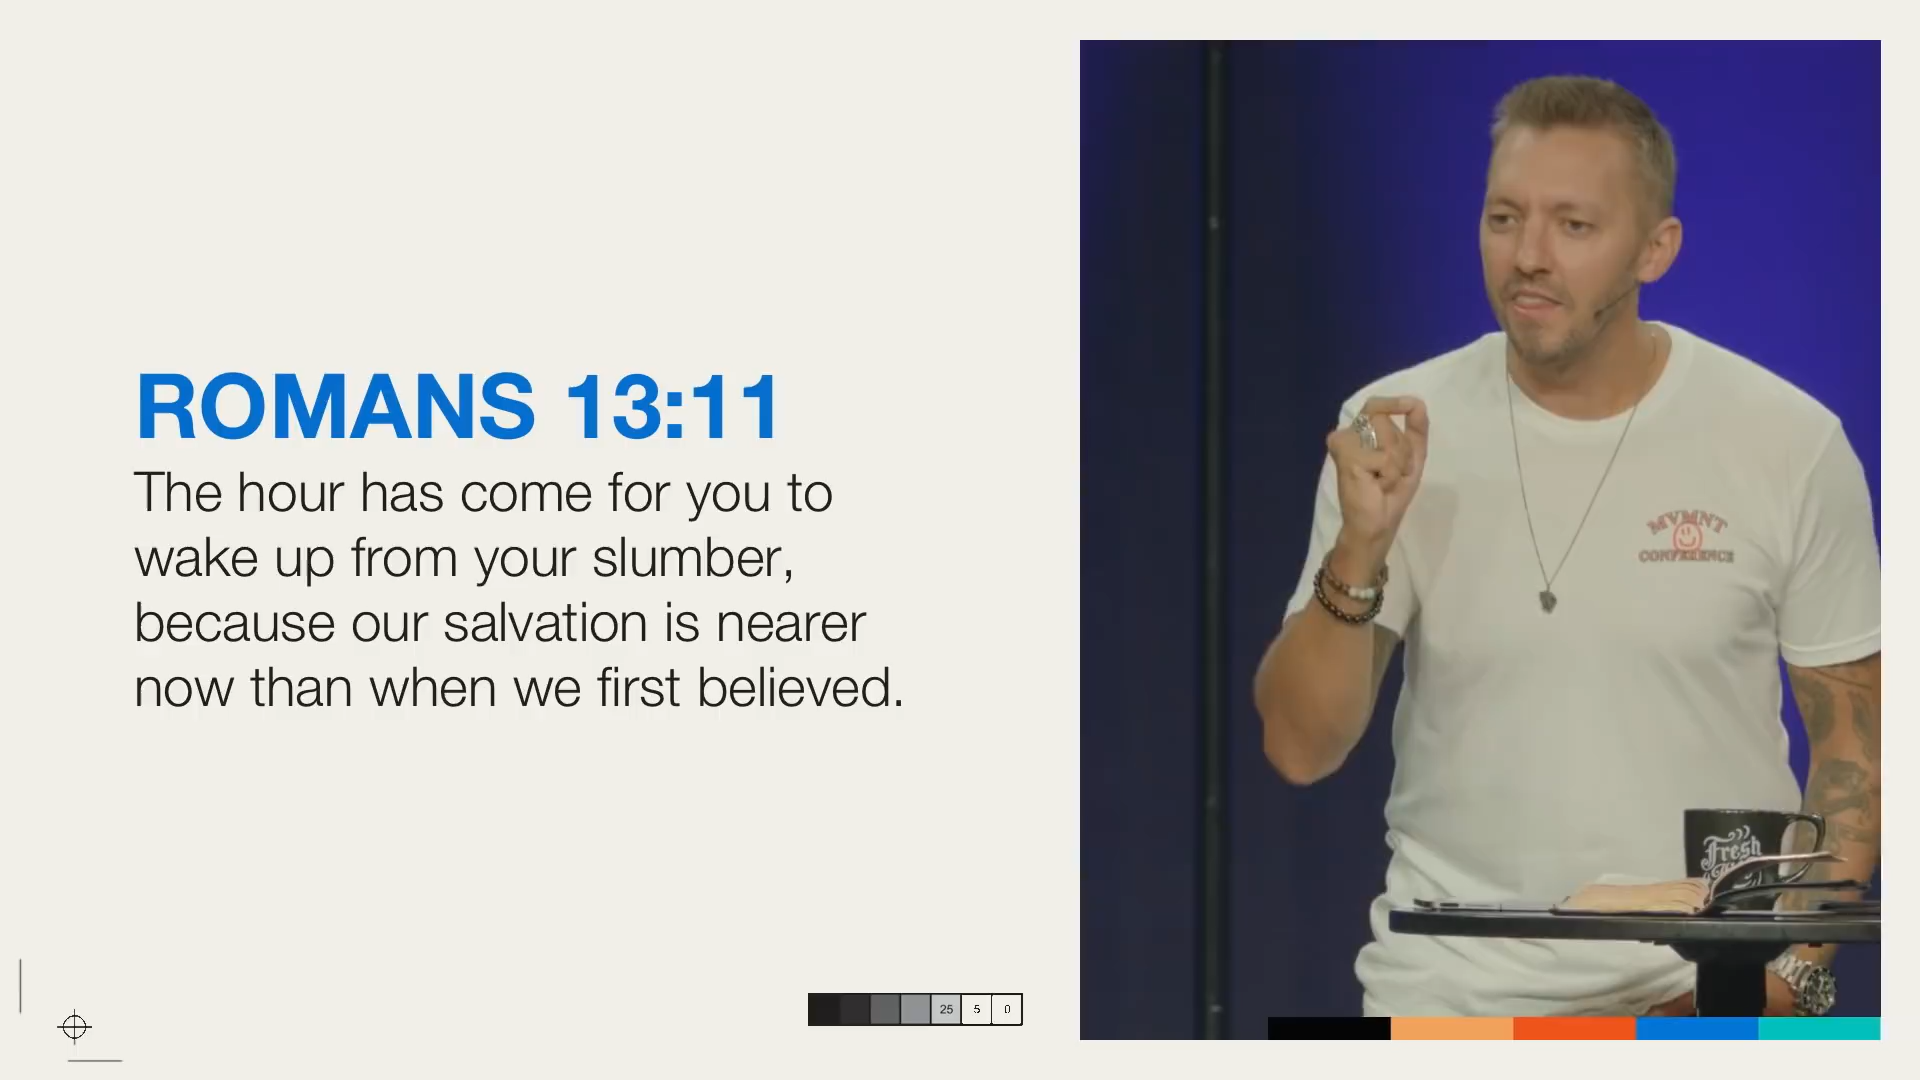 ROMANS 13:11
The hour has come for you to
wake up from your slumber,
because our salvation is nearer
now than when we first believed.
25 5 0
MVMNT
CONFERENCE
Fresh